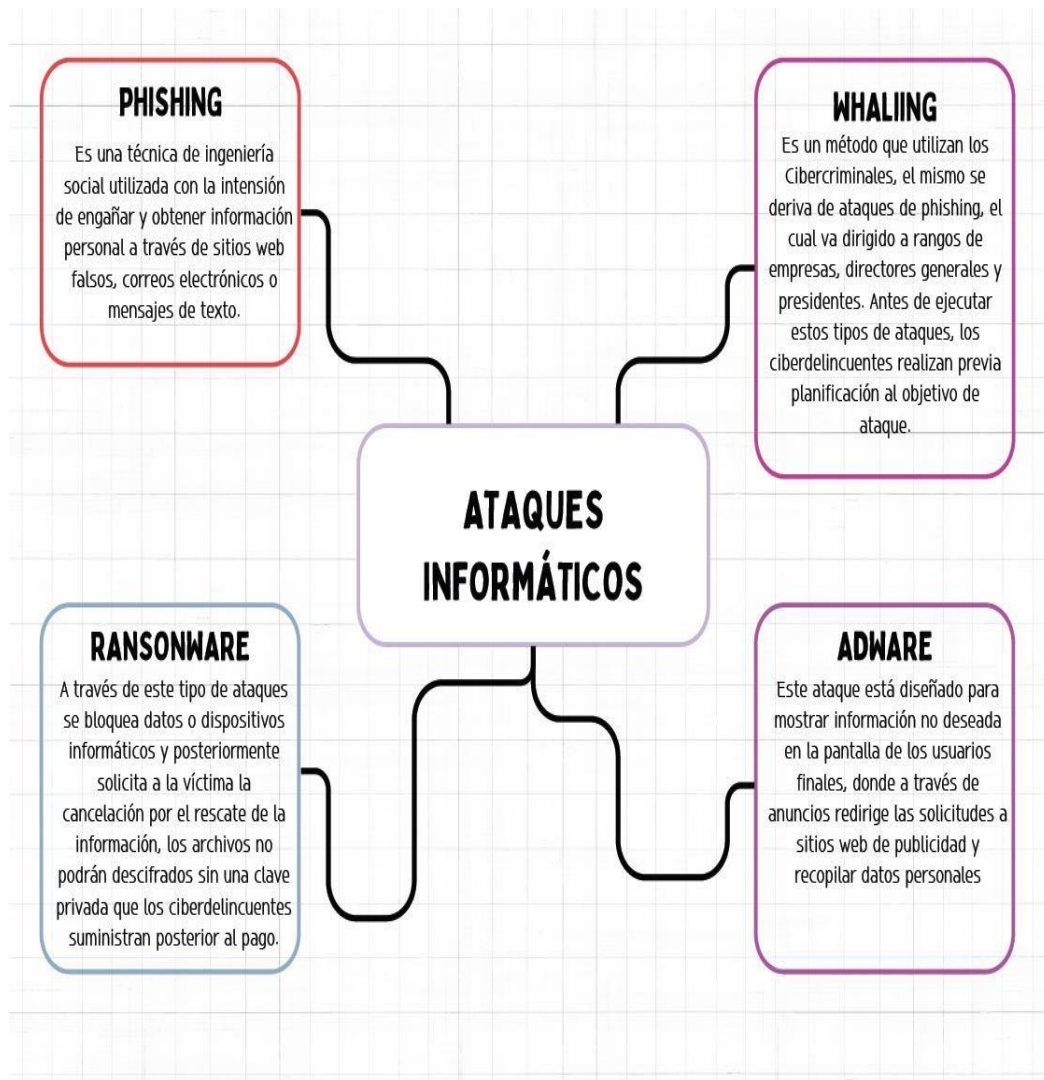 PHISHING
Es una técnica de ingeniería
social utilizada con la intensión
de engañar y obtener información
personal a través de sitios web
falsos, correos electrónicos o
mensajes de texto.
WHALIING
Es un método que utilizan los
Cibercriminales, el mismo se
deriva de ataques de phishing, el
cual va dirigido a rangos de
empresas, directores generales y
presidentes. Antes de ejecutar
estos tipos de ataques, los
ciberdelincuentes realizan previa
planificación al objetivo de
ataque.
ATAQUES
INFORMÁTICOS
RANSONWARE
A través de este tipo de ataques
se bloquea datos o dispositivos
informáticos y posteriormente
solicita a la víctima la
cancelación por el rescate de la
información, los archivos no
podrán descifrados sin una clave
privada que los ciberdelincuentes
suministran posterior al pago.
ADWARE
Este ataque está diseñado para
mostrar información no deseada
en la pantalla de los usuarios
finales, donde a través de
anuncios redirige las solicitudes a
sitios web de publicidad y
recopilar datos personales